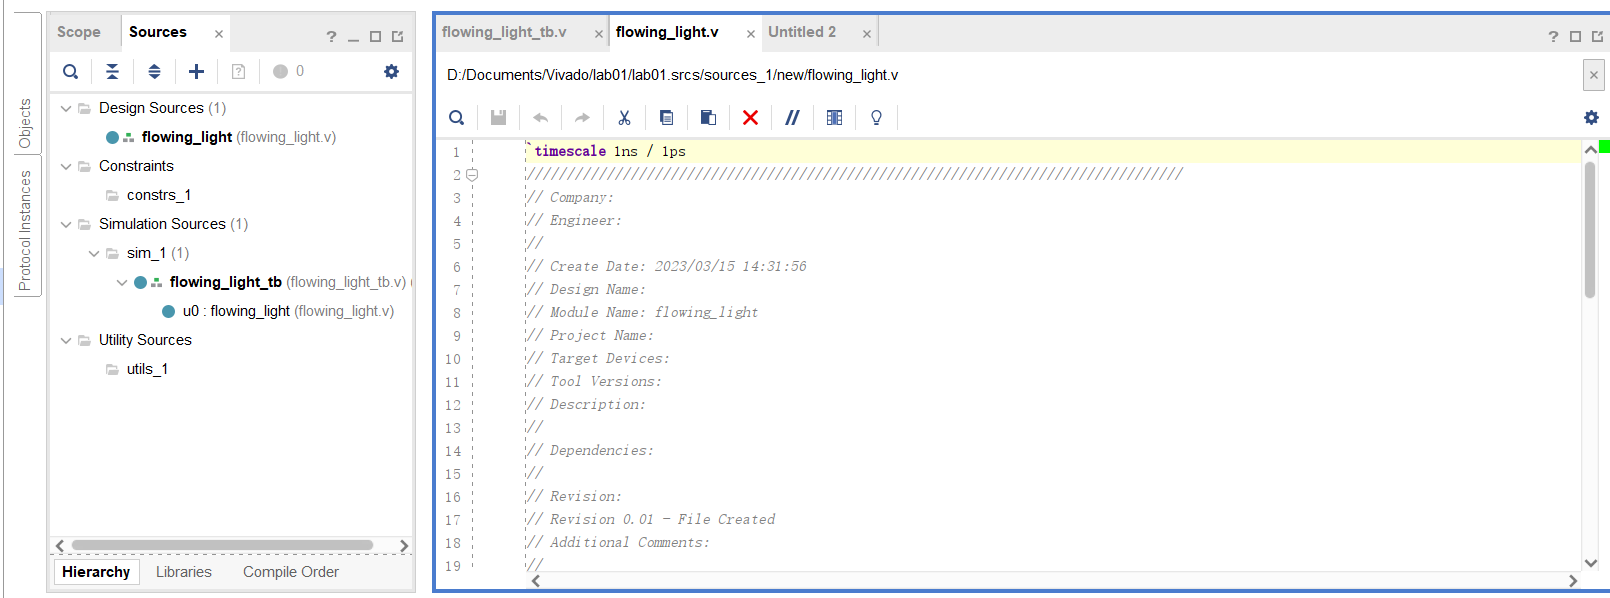 Objects
Protocol Instances
Scope
Sources
0
Design Sources (1)
flowing_light (flowing_light.v)
Constraints
constrs_1
Simulation Sources (1)
sim_1 (1)
flowing_light_tb (flowing_light_tb.v) (
u0 : flowing_light (flowing_light.v)
Utility Sources
utils_1
Hierarchy Libraries Compile Order
flowing_light_tb.v × flowing_light.v × Untitled 2 ×
D:/Documents/Vivado/lab01/lab01.srcs/sources_1/new/flowing_light.v
1 `timescale 1ns / 1ps
2 ////////////////////////////////////////////////////////////////////////////////
3 // Company:
4 // Engineer:
5 //
6 // Create Date: 2023/03/15 14:31:56
7 // Design Name:
8 // Module Name: flowing_light
9 // Project Name:
10 // Target Devices:
11 // Tool Versions:
12 // Description:
13 //
14 // Dependencies:
15 //
16 // Revision:
17 // Revision 0.01 - File Created
18 // Additional Comments:
19 //